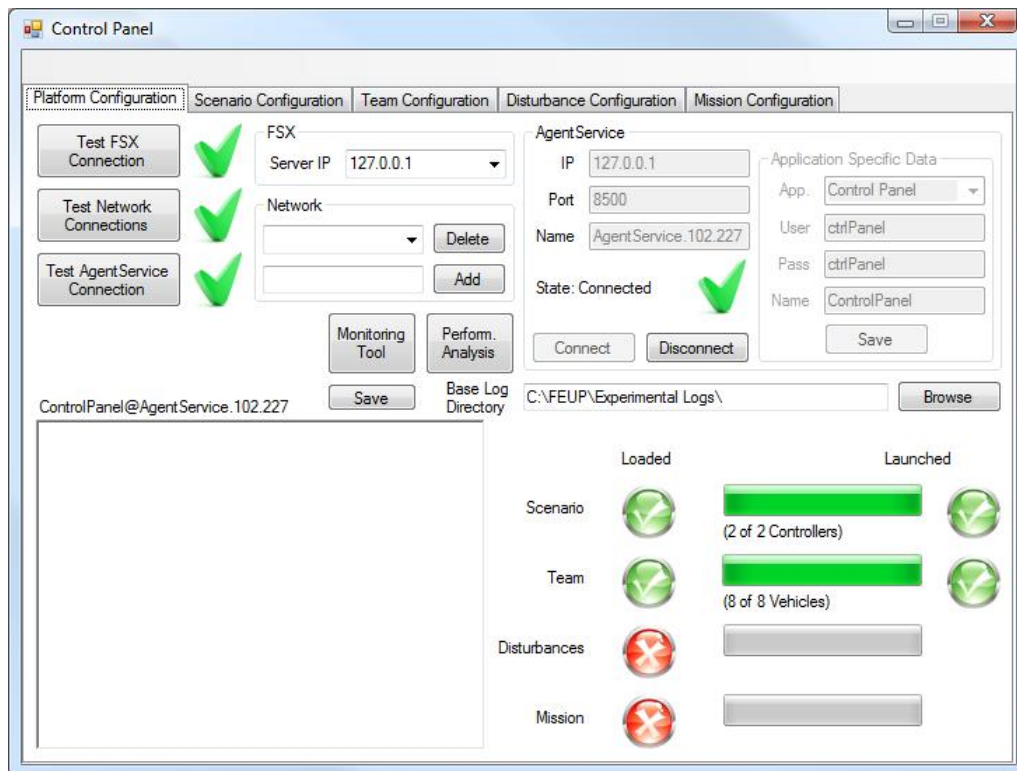 Control Panel
Platform Configuration
Scenario Configuration
Team Configuration
Disturbance Configuration
Mission Configuration
Test FSX
Connection
Test Network
Connections
Test AgentService
Connection
FSX
Server IP
127.0.0.1
Network
Delete
Add
Monitoring
Tool
Perform.
Analysis
AgentService
IP
127.0.0.1
Port
8500
Name
AgentService.102.227
State: Connected
Connect
Disconnect
Application Specific Data
App.
Control Panel
User
ctrlPanel
Pass
ctrlPanel
Name
ControlPanel
Save
ControlPanel@AgentService.102.227
Save
Base Log
Directory
C:\FEUP\Experimental Logs\
Browse
Loaded
Launched
Scenario
(2 of 2 Controllers)
Team
(8 of 8 Vehicles)
Disturbances
Mission